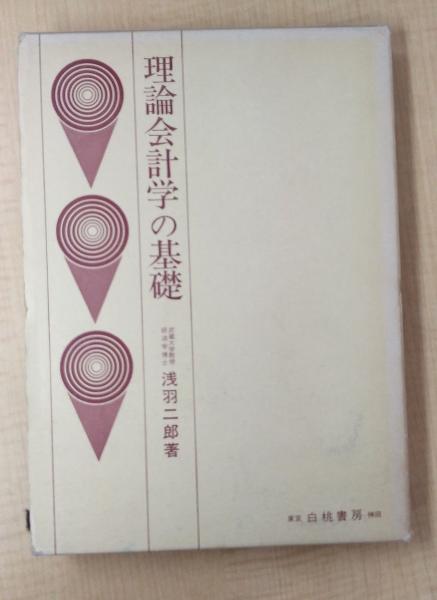 理論会計学の基礎
武蔵大学教授
経済学博士
浅羽二郎著
東京 白桃書房 神田